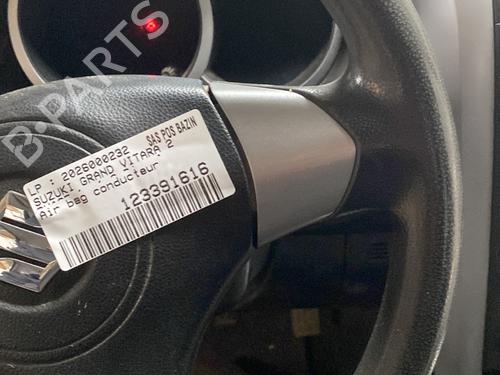 B-PARTS
LP : 2026000232 SAS POS BAZIN
SUZUKI GRAND VITARA 2
Air bag conducteur
123391616